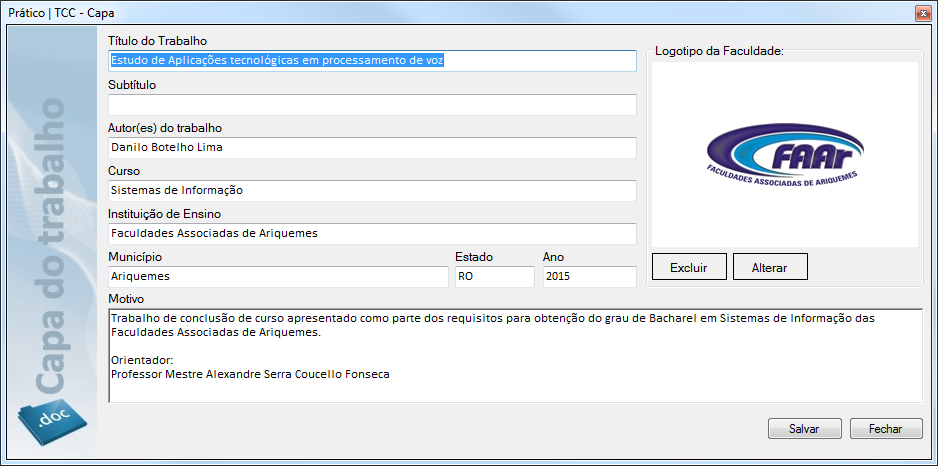 Prático | TCC - Capa
Capa do trabalho
.doc
Título do Trabalho
Estudo de Aplicações tecnológicas em processamento de voz
Subtítulo
Autor(es) do trabalho
Danilo Botelho Lima
Curso
Sistemas de Informação
Instituição de Ensino
Faculdades Associadas de Ariquemes
Município Estado Ano
Ariquemes RO 2015
Logotipo da Faculdade:
FAAr
FACULDADES ASSOCIADAS DE ARIQUEMES
Excluir Alterar
Motivo
Trabalho de conclusão de curso apresentado como parte dos requisitos para obtenção do grau de Bacharel em Sistemas de Informação das
Faculdades Associadas de Ariquemes.
Orientador:
Professor Mestre Alexandre Serra Coucello Fonseca
Salvar Fechar